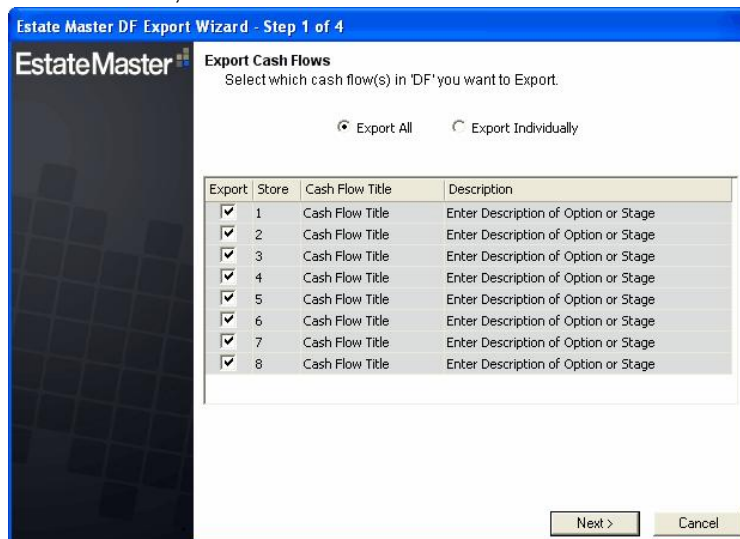 Estate Master DF Export Wizard - Step 1 of 4
EstateMaster
Export Cash Flows
Select which cash flow(s) in 'DF' you want to Export.
Export All Export Individually
Export Store Cash Flow Title Description
1 Cash Flow Title Enter Description of Option or Stage
2 Cash Flow Title Enter Description of Option or Stage
3 Cash Flow Title Enter Description of Option or Stage
4 Cash Flow Title Enter Description of Option or Stage
5 Cash Flow Title Enter Description of Option or Stage
6 Cash Flow Title Enter Description of Option or Stage
7 Cash Flow Title Enter Description of Option or Stage
8 Cash Flow Title Enter Description of Option or Stage
Next > Cancel